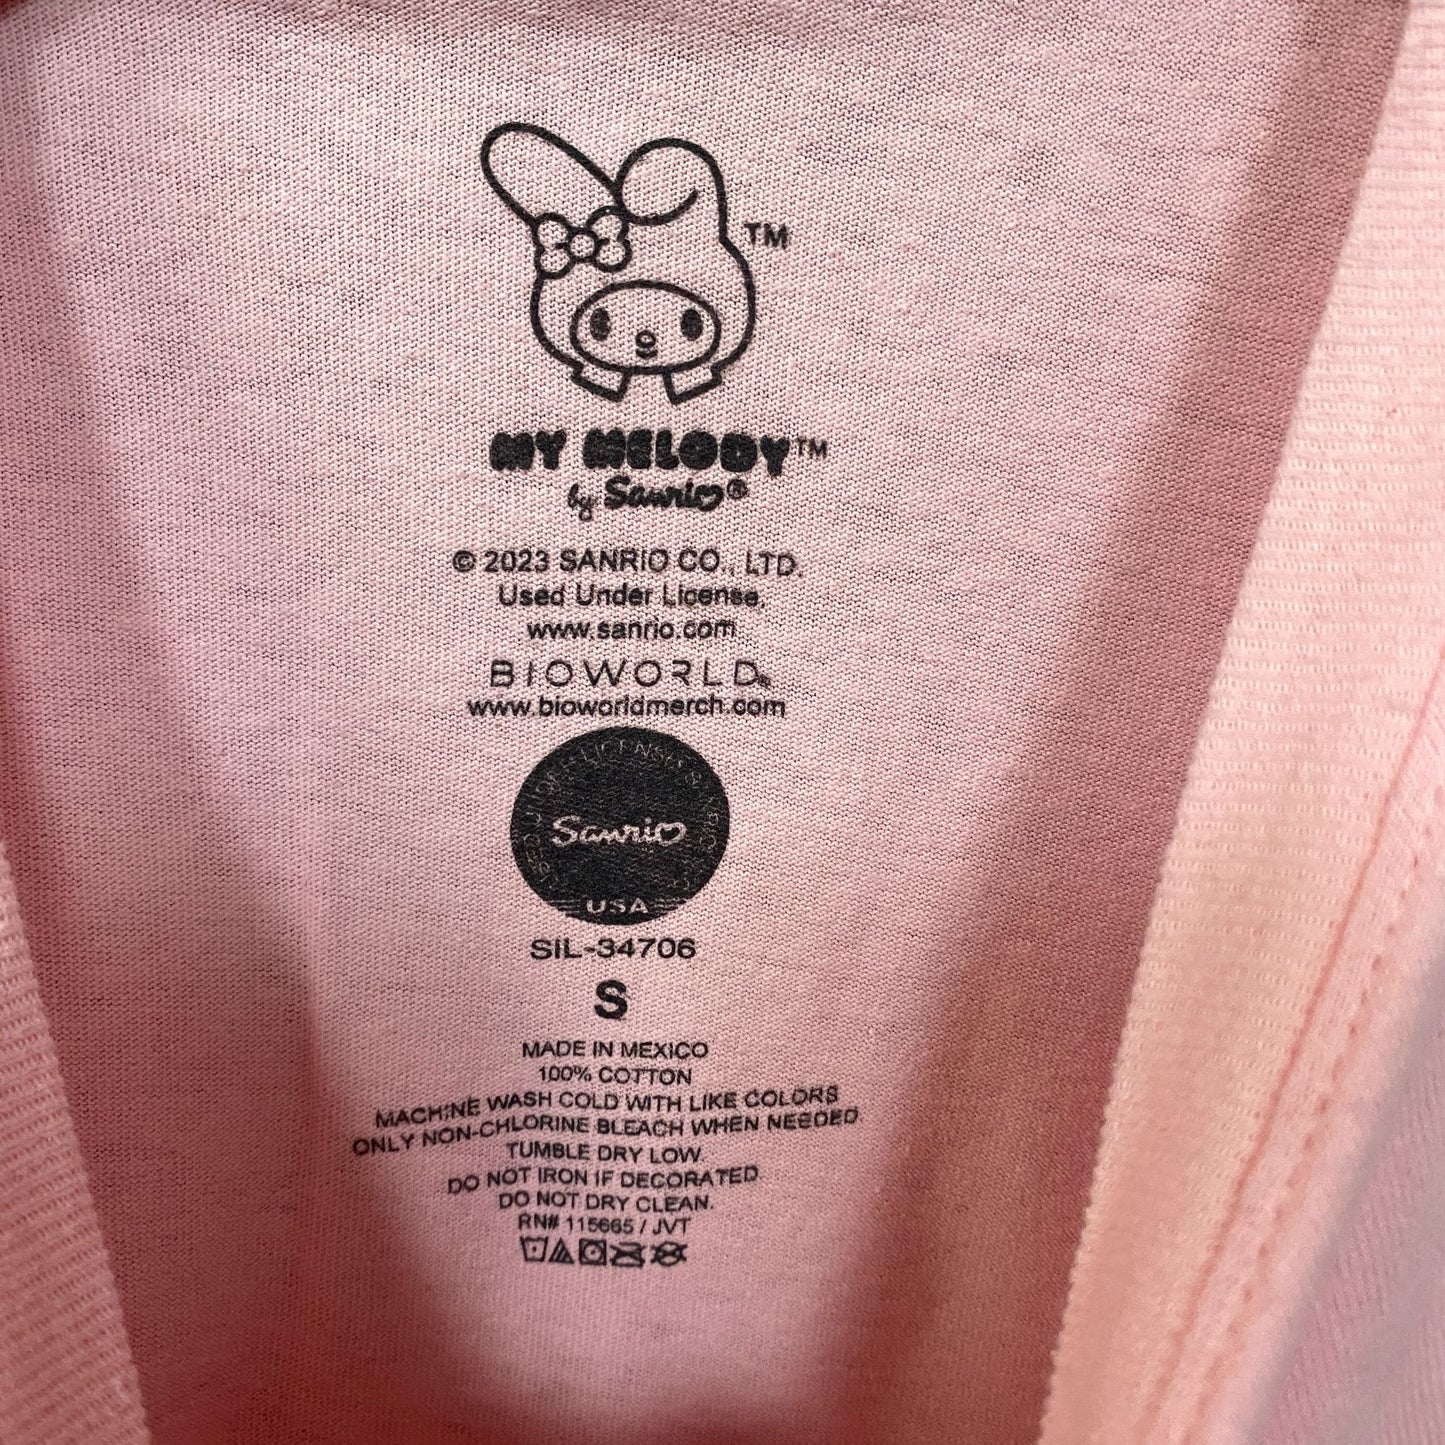 TM
MY MELODY™
by Sanrio®
© 2023 SANRIO CO., LTD.
Used Under License.
www.sanrio.com
BIOWORLD®
www.bioworldmerch.com
Sanrio
USA
SIL-34706
S
MADE IN MEXICO
100% COTTON
MACHINE WASH COLD WITH LIKE COLORS
ONLY NON-CHLORINE BLEACH WHEN NEEDED
TUMBLE DRY LOW.
DO NOT IRON IF DECORATED.
DO NOT DRY CLEAN.
RN# 115665 / JVT